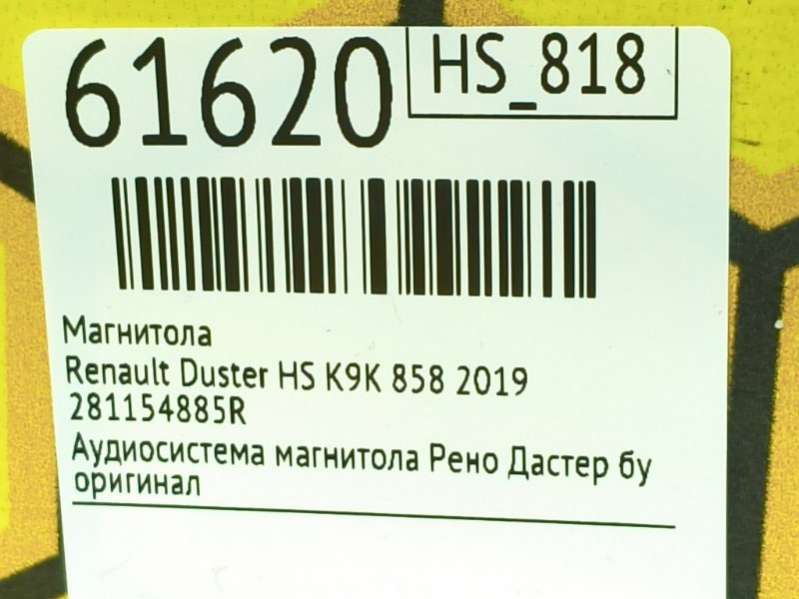 61620
HS_818
Магнитола
Renault Duster HS K9K 858 2019
281154885R
Аудиосистема магнитола Рено Дастер бу
оригинал